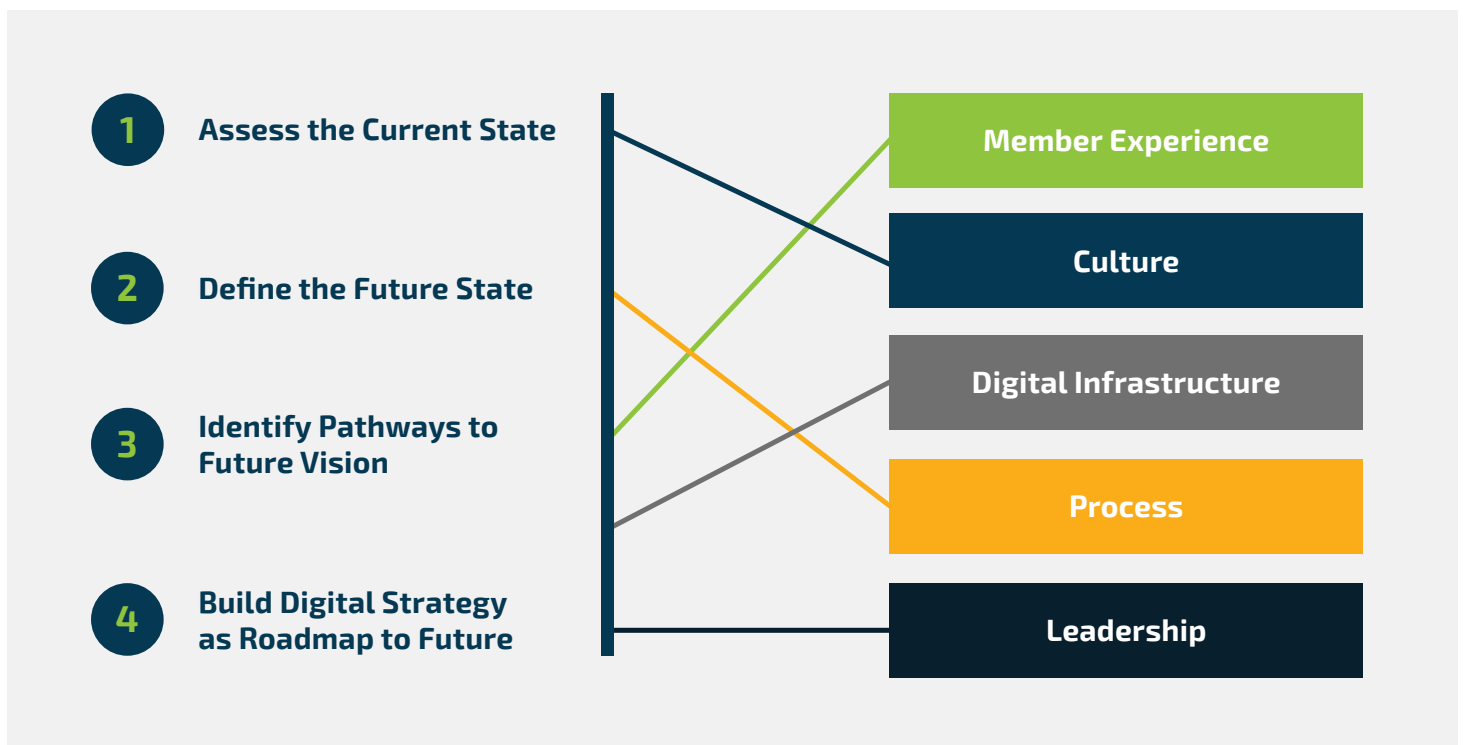 1 Assess the Current State
2 Define the Future State
3 Identify Pathways to
Future Vision
4 Build Digital Strategy
as Roadmap to Future
Member Experience
Culture
Digital Infrastructure
Process
Leadership